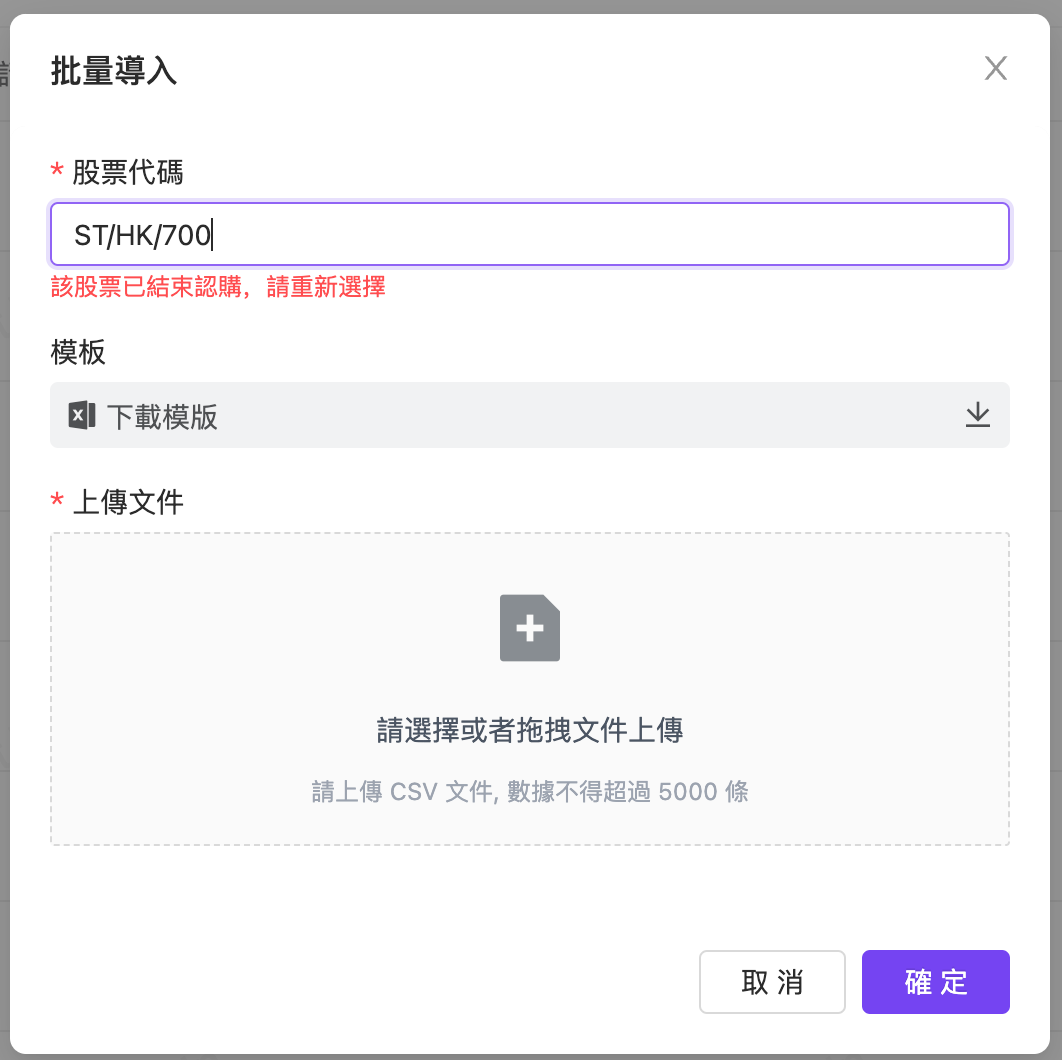 批量導入
* 股票代碼
ST/HK/700
該股票已結束認購，請重新選擇
模板
下載模版
* 上傳文件
請選擇或者拖拽文件上傳
請上傳 CSV 文件, 數據不得超過 5000 條
取 消
確 定